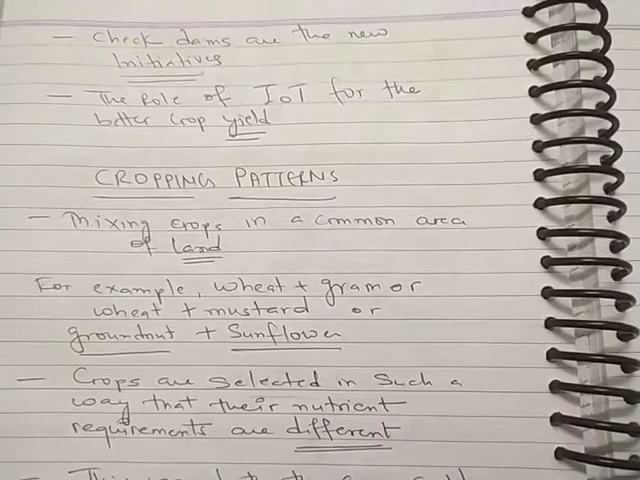 - Check dams are the new
Initiatives
- The Role of IoT for the
better Crop yield
CROPPING PATTERNS
- Mixing crops in a common area
of land
For example, wheat + gram or
wheat + mustard or
groundnut + Sunflower
- Crops are selected in Such a
way that their nutrient
requirements are different